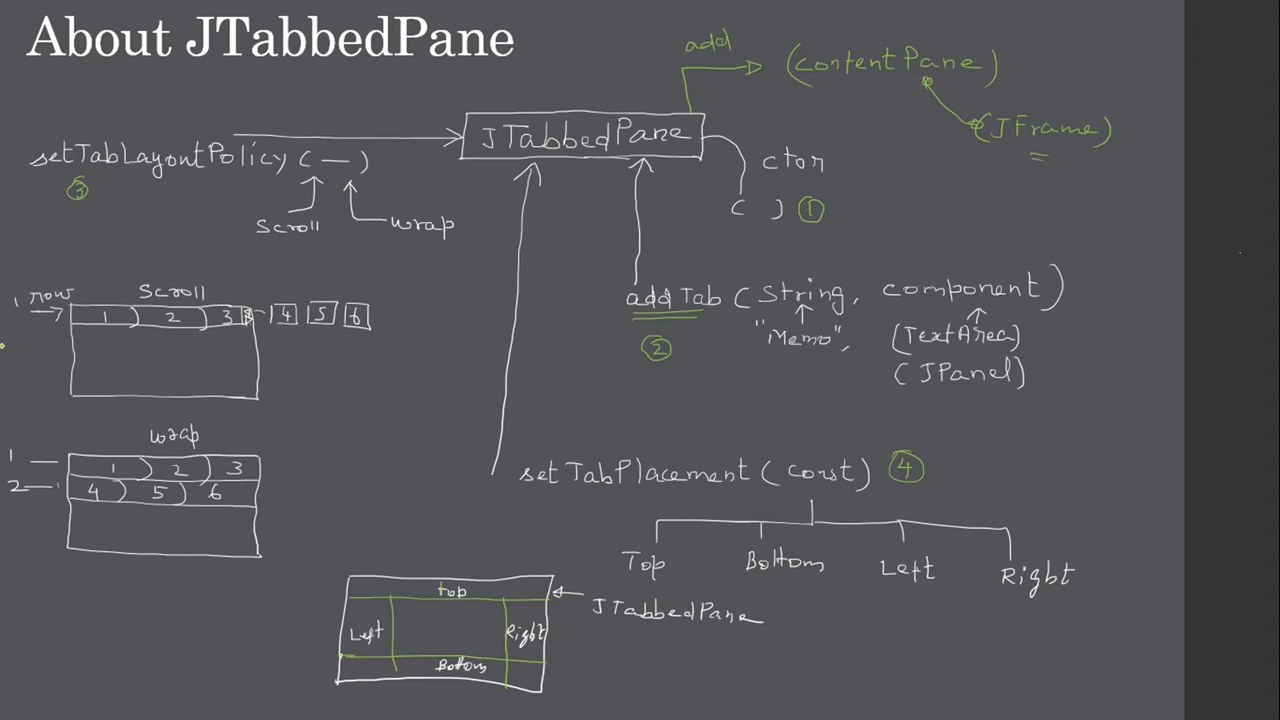 About JTabbedPane
add
(contentPane)
(JFrame)
JTabbedPane
ctor
( ) 1
setTabLayoutPolicy ( — )
3
Scroll
wrap
addTab ( String, component )
"Memo",
(TextArea)
(JPanel)
2
1 row
Scroll
1 2 3 4 5 6
wrap
1
1 2 3
2
4 5 6
setTabPlacement ( const ) 4
Top
Bottom
Left
Right
top
Left
Right
Bottom
JTabbedPane